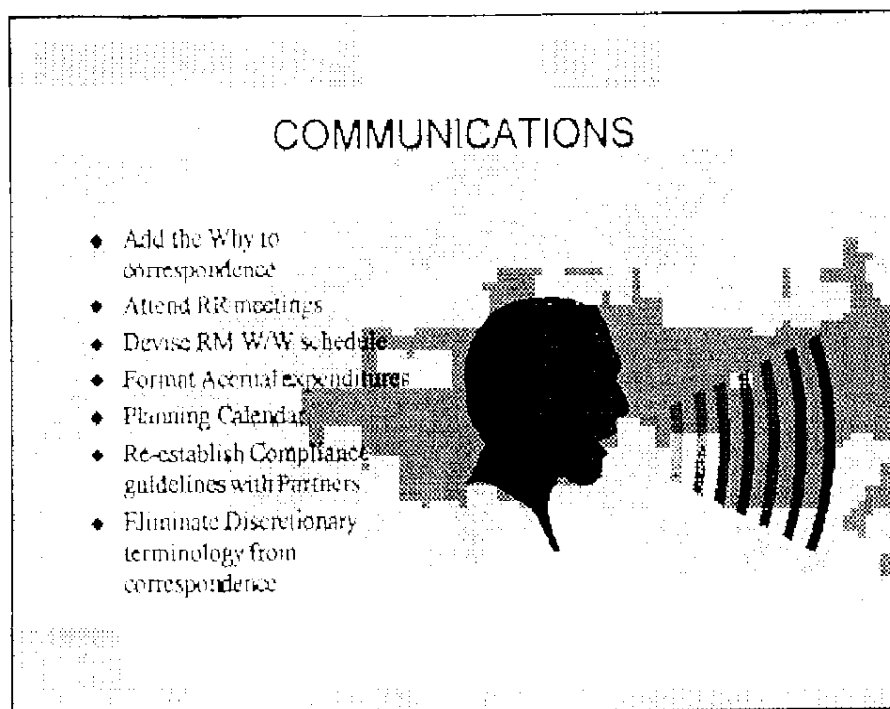 COMMUNICATIONS
◆ Add the Why to
correspondence
◆ Attend RR meetings
◆ Devise RM W/W schedule
◆ Format Accrual expenditures
◆ Planning Calendar
◆ Re-establish Compliance
guidelines with Partners
◆ Eliminate Discretionary
terminology from
correspondence